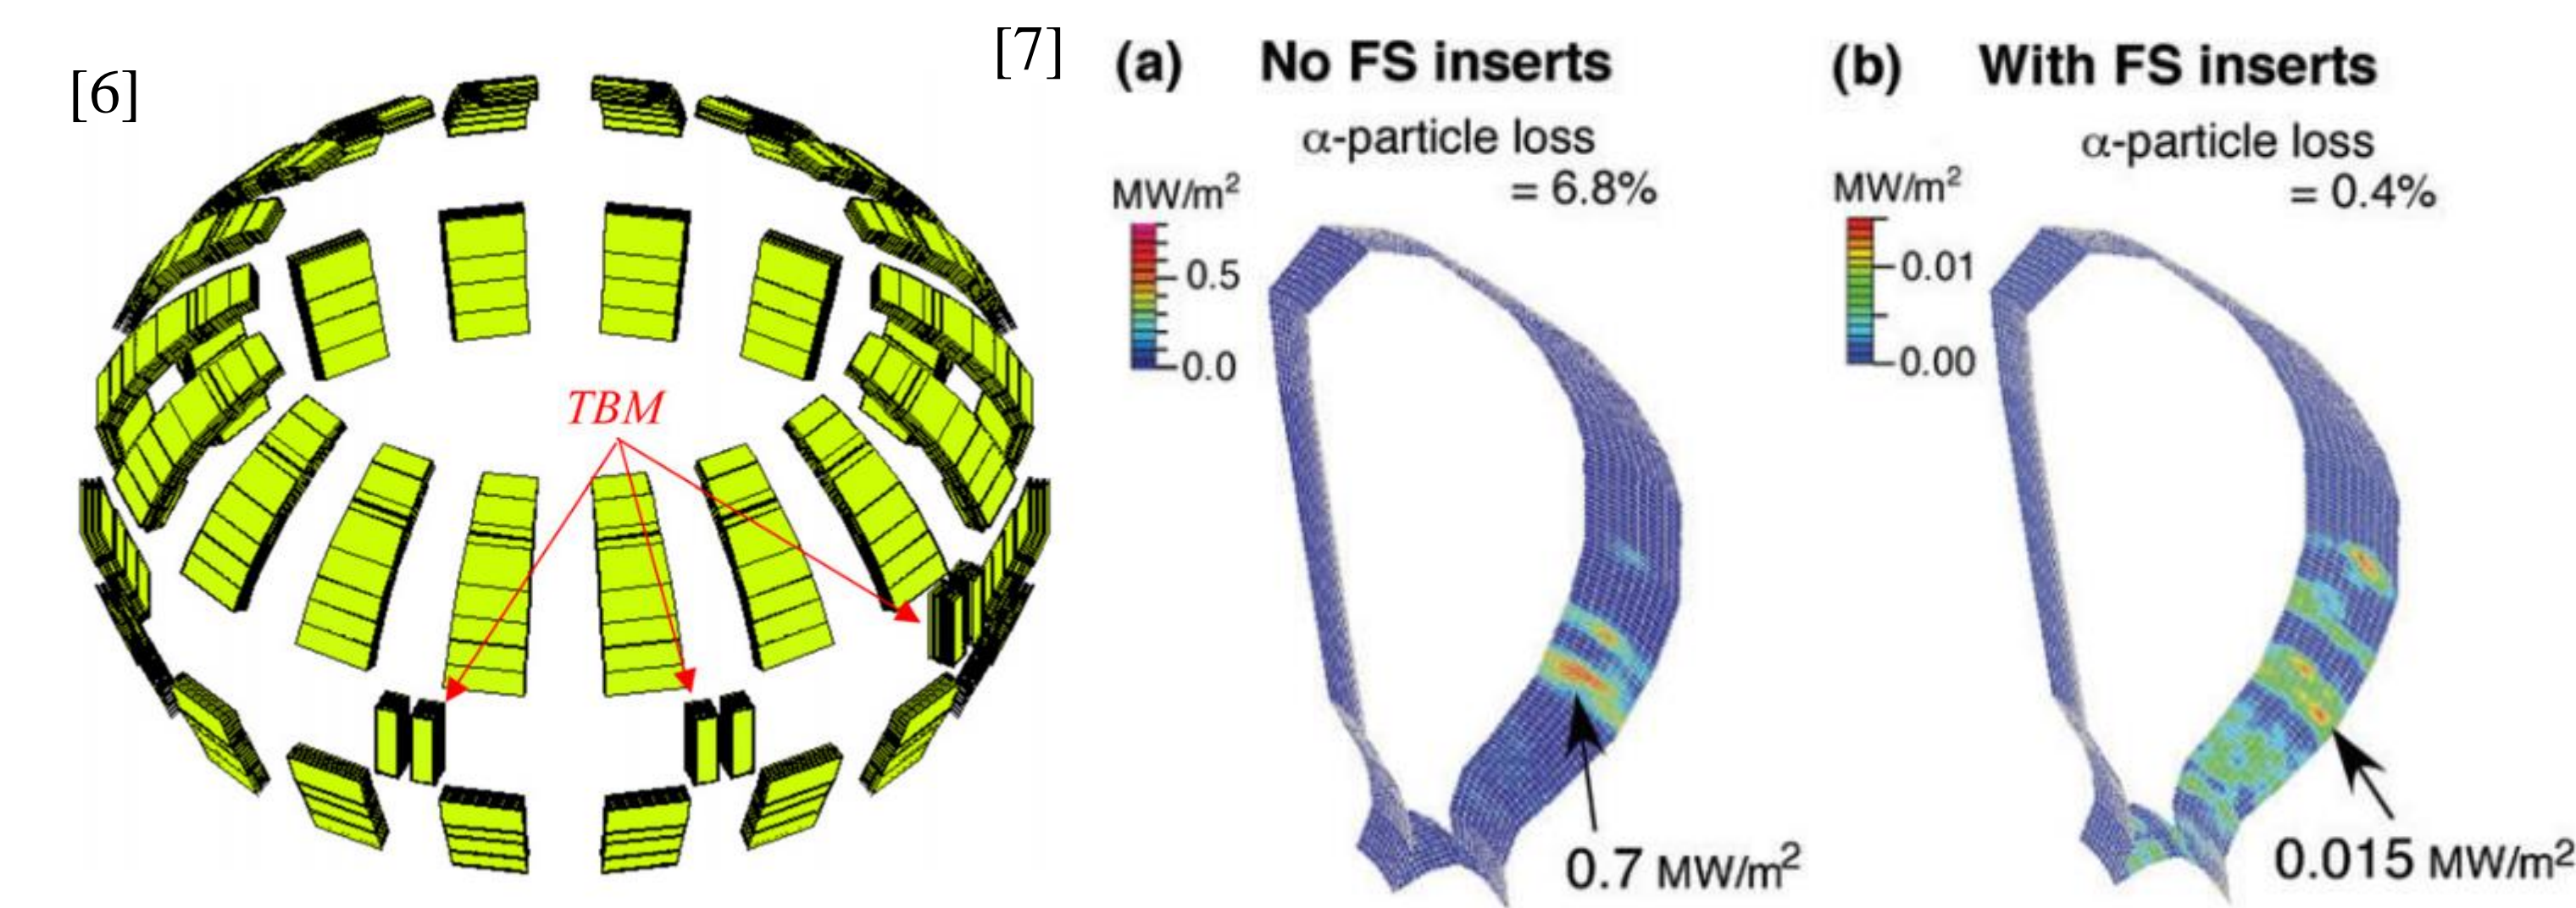 [6]
TBM
[7]
(a) No FS inserts
α-particle loss
= 6.8%
MW/m²
0.5
0.0
0.7 MW/m²
(b) With FS inserts
α-particle loss
= 0.4%
MW/m²
0.01
0.00
0.015 MW/m²